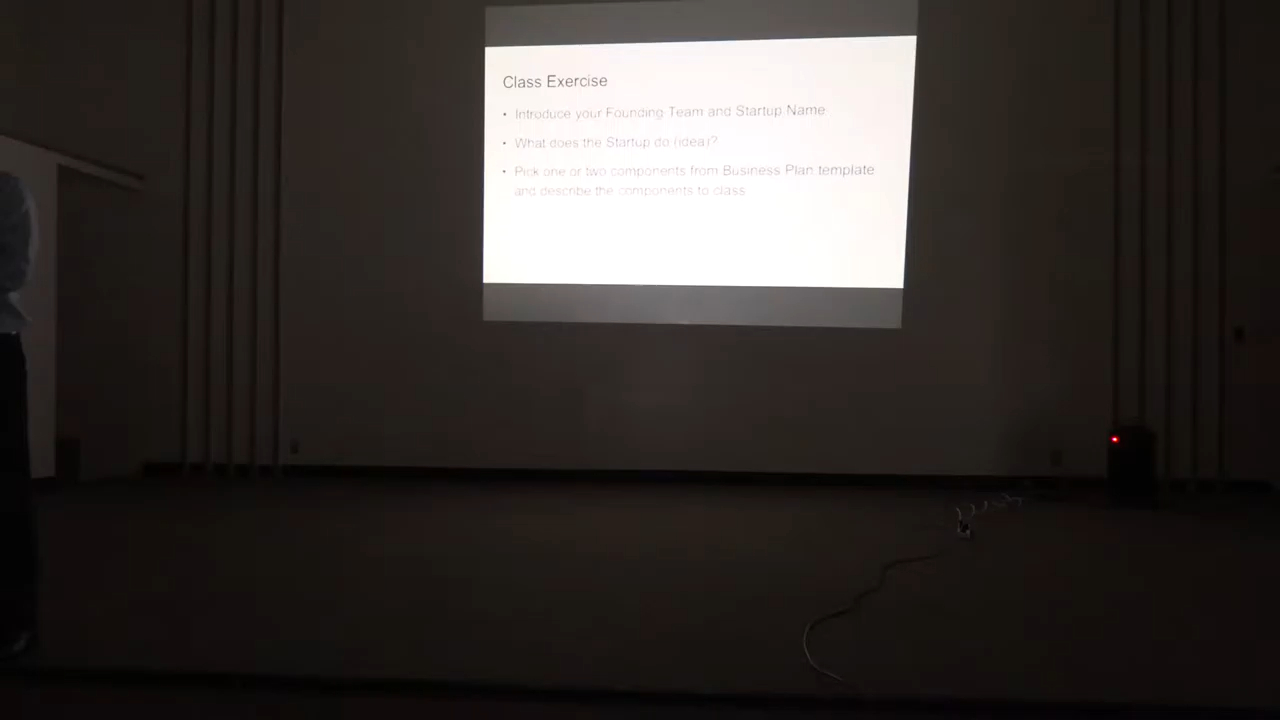 Class Exercise
• Introduce your Founding Team and Startup Name
• What does the Startup do (idea)?
• Pick one or two components from Business Plan template
and describe the components to class